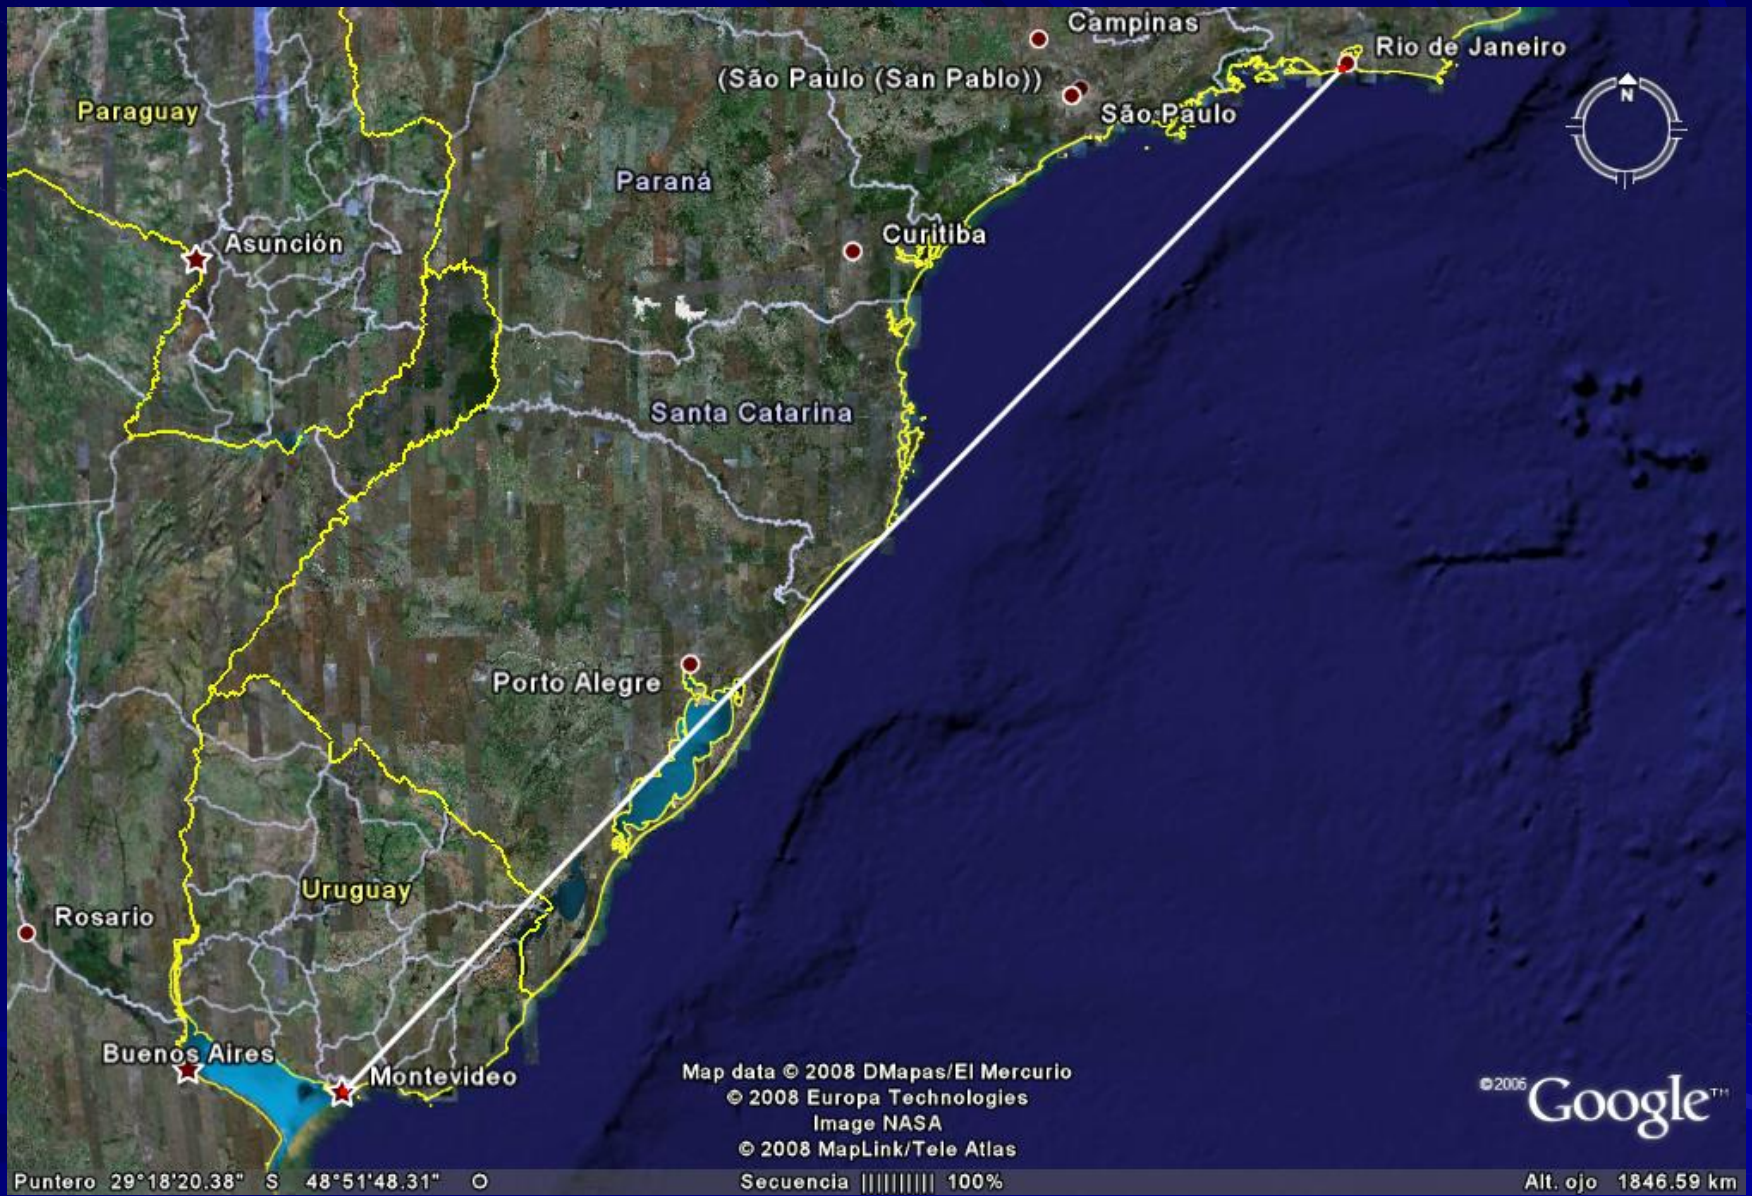 Campinas
Rio de Janeiro
(São Paulo (San Pablo))
São Paulo
N
Paraguay
Paraná
Asunción
Curitiba
Santa Catarina
Porto Alegre
Uruguay
Rosario
Buenos Aires
Montevideo
Map data © 2008 DMapas/El Mercurio
© 2008 Europa Technologies
Image NASA
© 2008 MapLink/Tele Atlas
©2006 Google™
Puntero 29°18'20.38" S 48°51'48.31" O
Secuencia |||||||||| 100%
Alt. ojo 1846.59 km